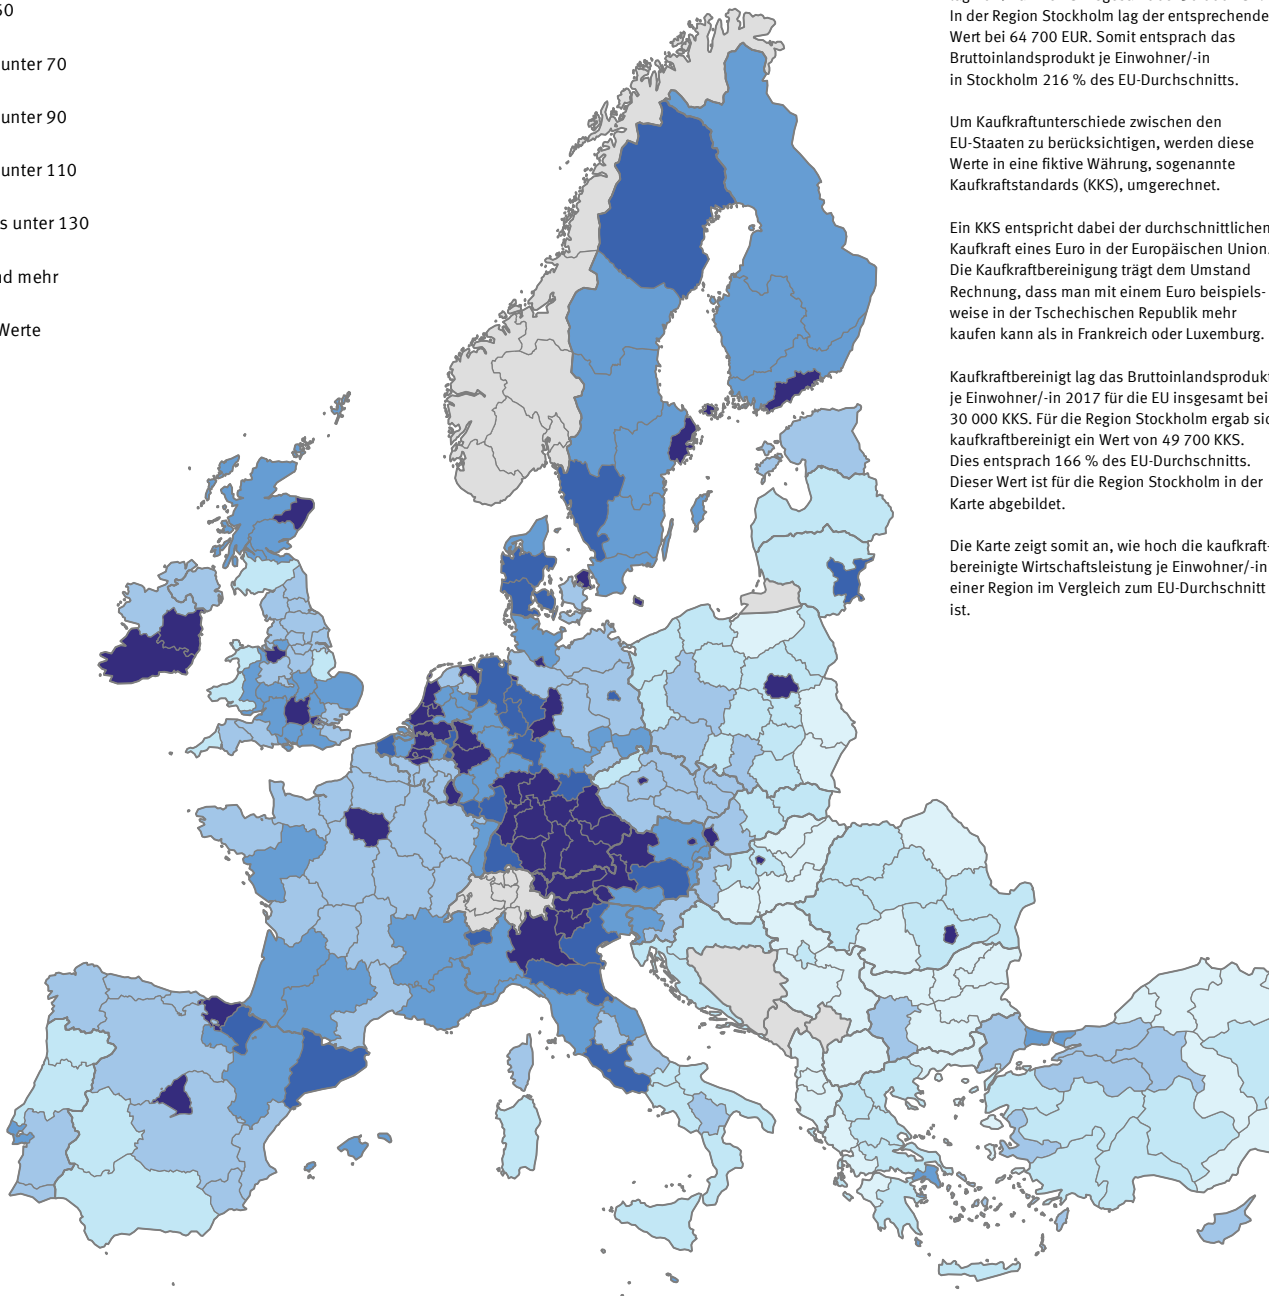 unter 70
unter 90
unter 110
unter 130
mehr
Werte
In der Region Stockholm lag der entsprechende
Wert bei 64 700 EUR. Somit entsprach das
Bruttoinlandsprodukt je Einwohner/-in
in Stockholm 216 % des EU-Durchschnitts.
Um Kaufkraftunterschiede zwischen den
EU-Staaten zu berücksichtigen, werden diese
Werte in eine fiktive Währung, sogenannte
Kaufkraftstandards (KKS), umgerechnet.
Ein KKS entspricht dabei der durchschnittlichen
Kaufkraft eines Euro in der Europäischen Union.
Die Kaufkraftbereinigung trägt dem Umstand
Rechnung, dass man mit einem Euro beispiels-
weise in der Tschechischen Republik mehr
kaufen kann als in Frankreich oder Luxemburg.
Kaufkraftbereinigt lag das Bruttoinlandsprodukt
je Einwohner/-in 2017 für die EU insgesamt bei
30 000 KKS. Für die Region Stockholm ergab sic
kaufkraftbereinigt ein Wert von 49 700 KKS.
Dies entsprach 166 % des EU-Durchschnitts.
Dieser Wert ist für die Region Stockholm in der
Karte abgebildet.
Die Karte zeigt somit an, wie hoch die kaufkraft-
bereinigte Wirtschaftsleistung je Einwohner/-in
einer Region im Vergleich zum EU-Durchschnitt
ist.